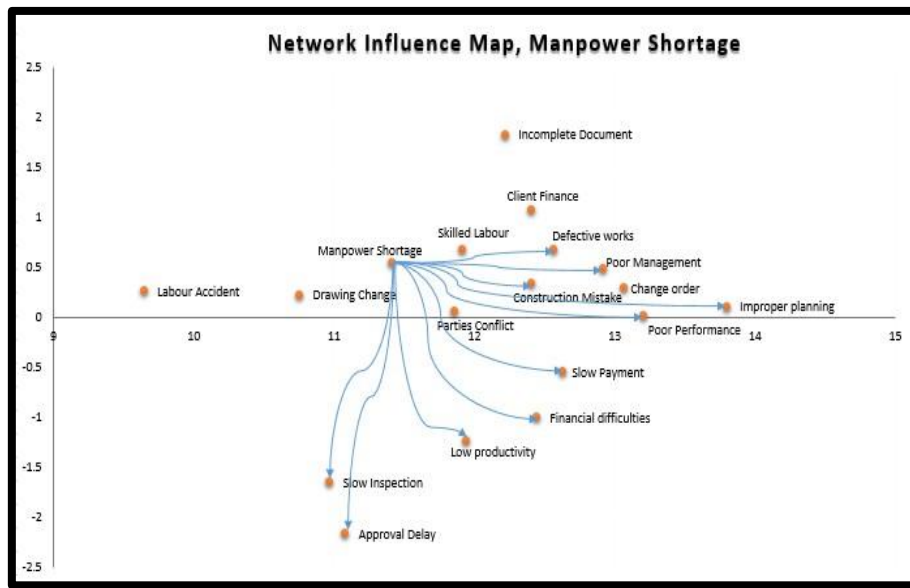 Network Influence Map, Manpower Shortage
2.5
2
Incomplete Document
1.5
Client Finance
1
Skilled Labour
Defective works
Manpower Shortage
Poor Management
0.5
Labour Accident
Drawing Change
Construction Mistake
Change order
Improper planning
0
Parties Conflict
Poor Performance
9
10
11
12
13
14
15
-0.5
Slow Payment
-1
Financial difficulties
Low productivity
-1.5
Slow Inspection
-2
Approval Delay
-2.5